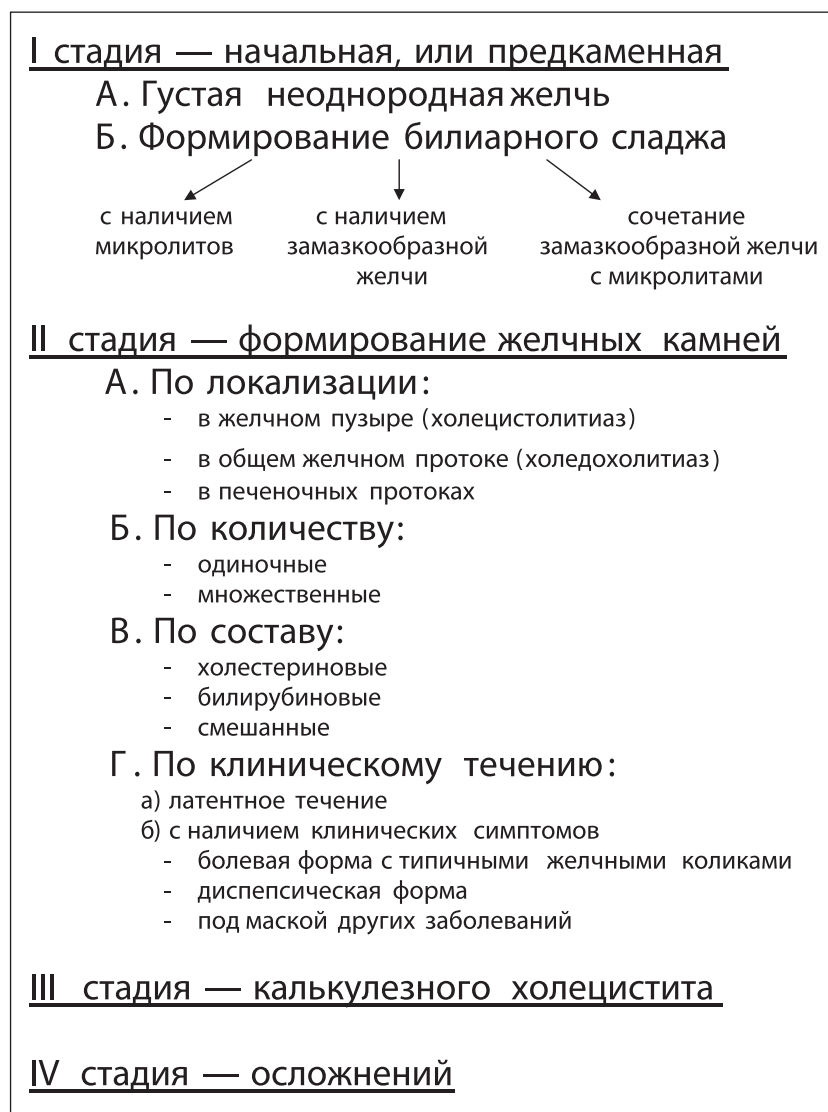 I стадия — начальная, или предкаменная
А. Густая неоднородная желчь
Б. Формирование билиарного сладжа
с наличием
микролитов
с наличием
замазкообразной
желчи
сочетание
замазкообразной желчи
с микролитами
II стадия — формирование желчных камней
А. По локализации:
- в желчном пузыре (холецистолитиаз)
- в общем желчном протоке (холедохолитиаз)
- в печеночных протоках
Б. По количеству:
- одиночные
- множественные
В. По составу:
- холестериновые
- билирубиновые
- смешанные
Г. По клиническому течению:
а) латентное течение
б) с наличием клинических симптомов
- болевая форма с типичными желчными коликами
- диспепсическая форма
- под маской других заболеваний
III стадия — калькулезного холецистита
IV стадия — осложнений